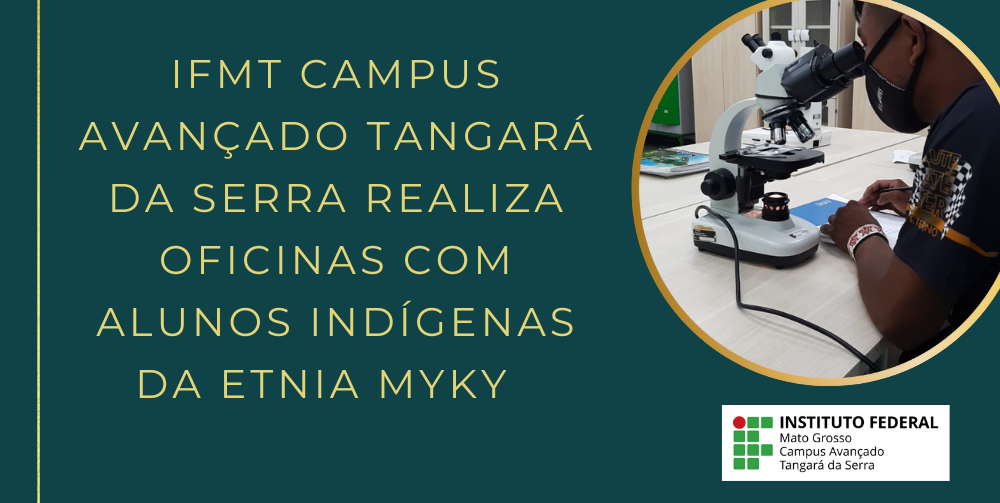 IFMT CAMPUS
AVANÇADO TANGARÁ
DA SERRA REALIZA
OFICINAS COM
ALUNOS INDÍGENAS
DA ETNIA MYKY
INSTITUTO FEDERAL
Mato Grosso
Campus Avançado
Tangará da Serra